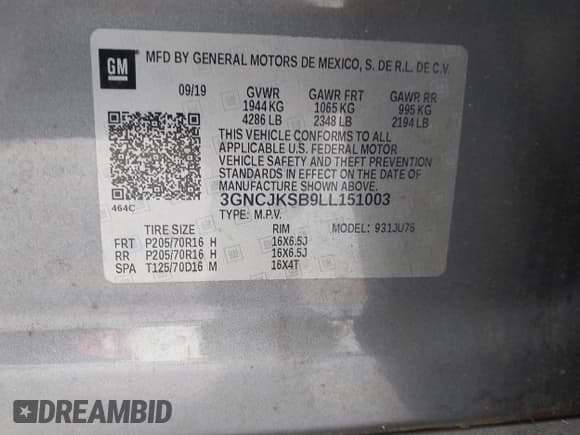 GM
MFD BY GENERAL MOTORS DE MEXICO, S. DE R.L. DE C.V.
09/19 GVWR GAWR FRT GAWR RR
1944 KG 1065 KG 995 KG
4286 LB 2348 LB 2194 LB
THIS VEHICLE CONFORMS TO ALL
APPLICABLE U.S. FEDERAL MOTOR
VEHICLE SAFETY AND THEFT PREVENTION
STANDARDS IN EFFECT ON THE DATE OF
MANUFACTURE SHOWN ABOVE.
464C 3GNCJKSB9LL151003
TYPE: M.P.V.
TIRE SIZE RIM MODEL: 931JU76
FRT P205/70R16 H 16X6.5J
RR P205/70R16 H 16X6.5J
SPA T125/70D16 M 16X4T
DREAMBID